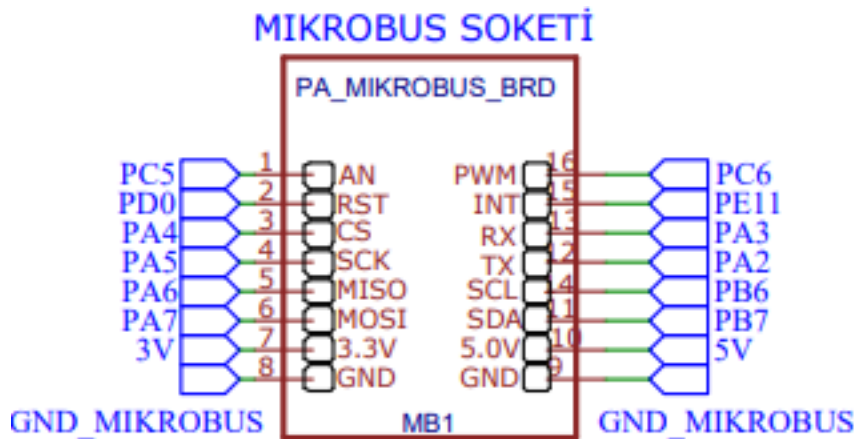 MIKROBUS SOKETİ
PA_MIKROBUS_BRD
PC5 1 AN PWM 16 PC6
PD0 2 RST INT 15 PE11
PA4 3 CS RX 13 PA3
PA5 4 SCK TX 12 PA2
PA6 5 MISO SCL 14 PB6
PA7 6 MOSI SDA 11 PB7
3V 7 3.3V 5.0V 10 5V
8 GND GND 9
GND_MIKROBUS MB1 GND_MIKROBUS